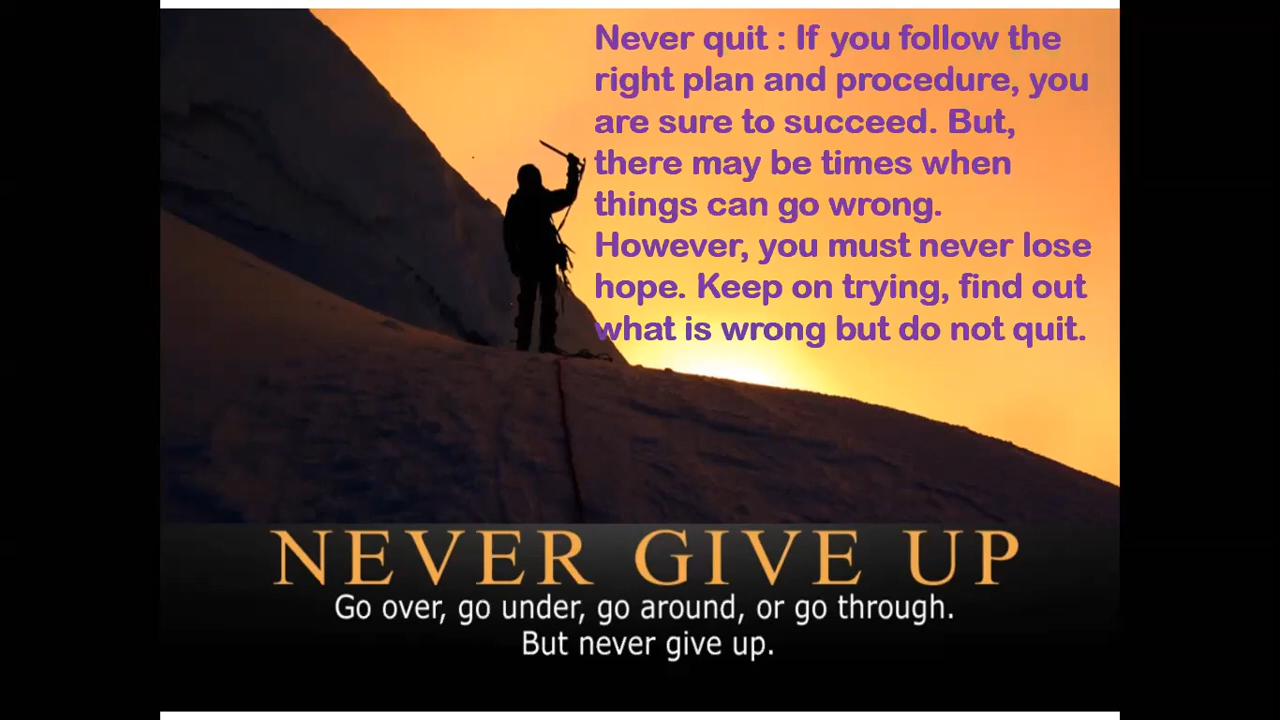 Never quit : If you follow the
right plan and procedure, you
are sure to succeed. But,
there may be times when
things can go wrong.
However, you must never lose
hope. Keep on trying, find out
what is wrong but do not quit.
NEVER GIVE UP
Go over, go under, go around, or go through.
But never give up.